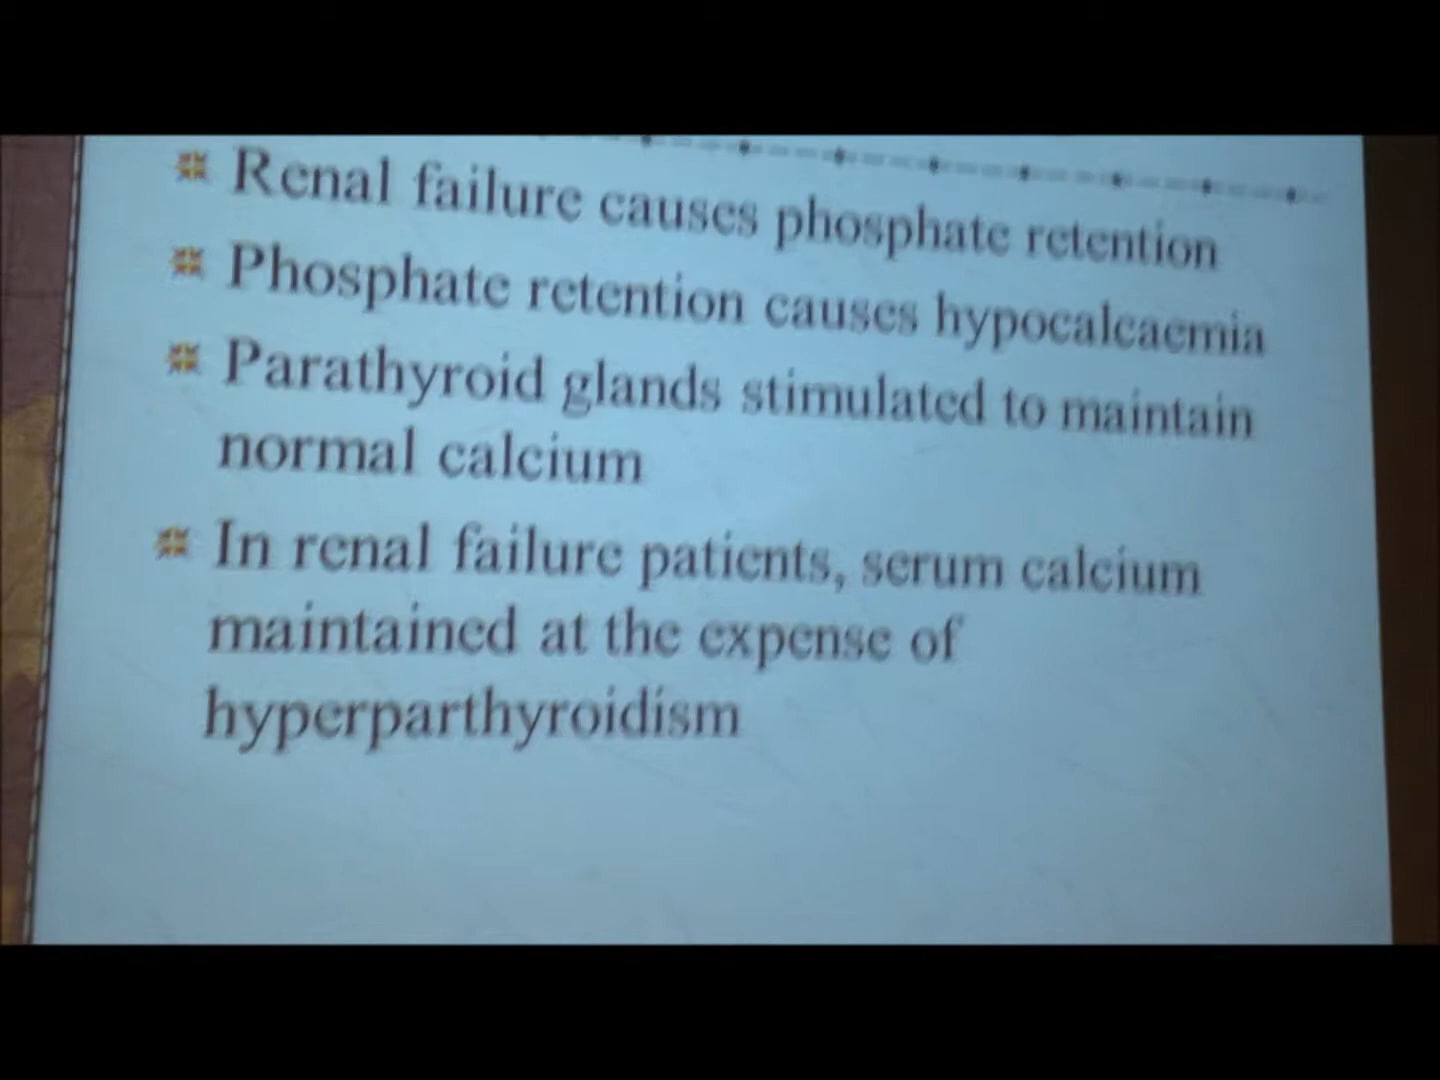 Renal failure causes phosphate retention
Phosphate retention causes hypocalcaemia
Parathyroid glands stimulated to maintain
normal calcium
In renal failure patients, serum calcium
maintained at the expense of
hyperparthyroidism